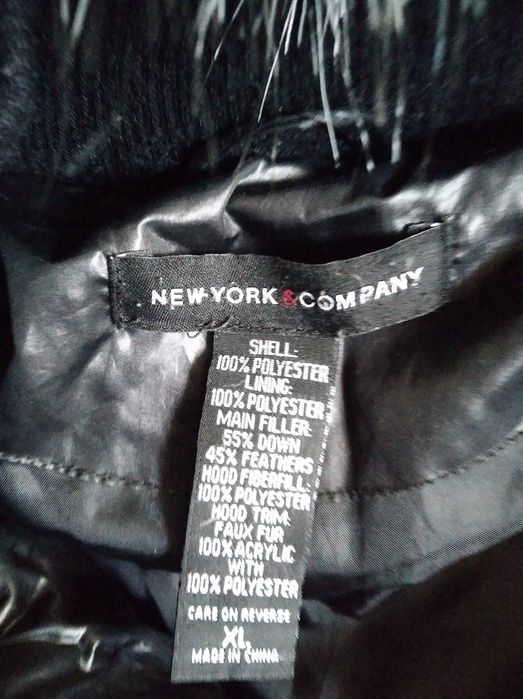 NEW-YORK & COMPANY
SHELL:
100% POLYESTER
LINING:
100% POLYESTER
MAIN FILLER:
55% DOWN
45% FEATHERS
HOOD FIBERFILL:
100% POLYESTER
HOOD TRIM:
FAUX FUR
100% ACRYLIC
WITH
100% POLYESTER
CARE ON REVERSE
XL
MADE IN CHINA